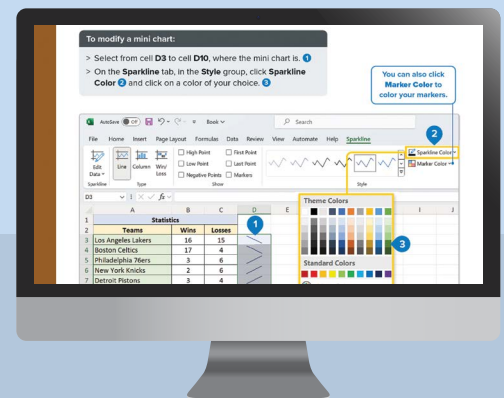 To modify a mini chart:
> Select from cell D3 to cell D10, where the mini chart is. 1
> On the Sparkline tab, in the Style group, click Sparkline
Color 2 and click on a color of your choice. 3
You can also click
Marker Color to
color your markers.
AutoSave Off Book
Search
File Home Insert Page Layout Formulas Data Review View Automate Help Sparkline
2
Edit
Data
Line
Column
Win/
Loss
High Point
First Point
Low Point
Last Point
Negative Points
Markers
Sparkline Color
Marker Color
Sparkline
Type
Show
Style
D3
fx
A B C D E I J
1 Statistics
1
2 Teams Wins Losses
3 Los Angeles Lakers 16 15
4 Boston Celtics 17 4
5 Philadelphia 76ers 3 6
6 New York Knicks 2 6
7 Detroit Pistons 3 4
Theme Colors
3
Standard Colors